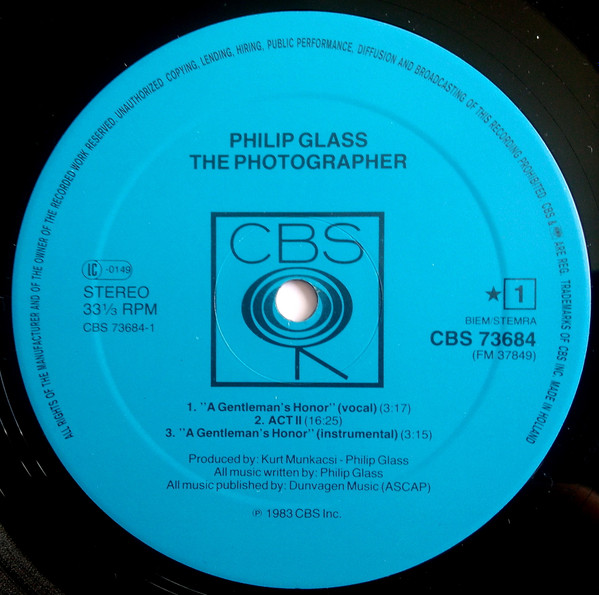 ALL RIGHTS OF THE MANUFACTURER AND OF THE OWNER OF THE RECORDED WORK RESERVED. UNAUTHORIZED COPYING, LENDING, HIRING, PUBLIC PERFORMANCE, DIFFUSION AND BROADCASTING OF THIS RECORDING PROHIBITED CBS & ARE REG. TRADEMARKS OF CBS INC. MADE IN HOLLAND
PHILIP GLASS
THE PHOTOGRAPHER
CBS
IC -0149
STEREO
33⅓ RPM
CBS 73684-1
★ 1
BIEM/STEMRA
CBS 73684
(FM 37849)
1. "A Gentleman's Honor" (vocal) (3:17)
2. ACT II (16:25)
3. "A Gentleman's Honor" (instrumental) (3:15)
Produced by: Kurt Munkacsi - Philip Glass
All music written by: Philip Glass
All music published by: Dunvagen Music (ASCAP)
℗ 1983 CBS Inc.